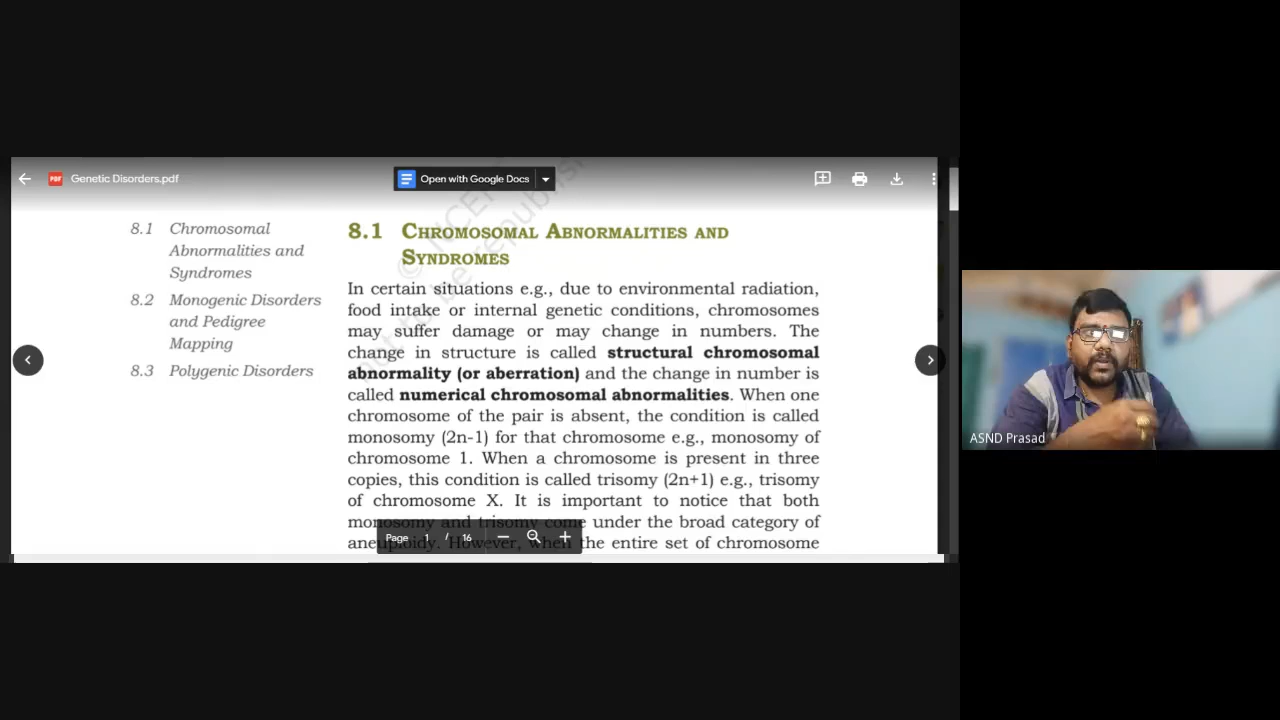 Genetic Disorders.pdf
Open with Google Docs
8.1 Chromosomal
Abnormalities and
Syndromes
8.2 Monogenic Disorders
and Pedigree
Mapping
8.3 Polygenic Disorders
8.1 CHROMOSOMAL ABNORMALITIES AND
SYNDROMES
In certain situations e.g., due to environmental radiation,
food intake or internal genetic conditions, chromosomes
may suffer damage or may change in numbers. The
change in structure is called structural chromosomal
abnormality (or aberration) and the change in number is
called numerical chromosomal abnormalities. When one
chromosome of the pair is absent, the condition is called
monosomy (2n-1) for that chromosome e.g., monosomy of
chromosome 1. When a chromosome is present in three
copies, this condition is called trisomy (2n+1) e.g., trisomy
of chromosome X. It is important to notice that both
monosomy and trisomy come under the broad category of
aneuploidy. However, when the entire set of chromosome
Page 1 / 16
ASND Prasad